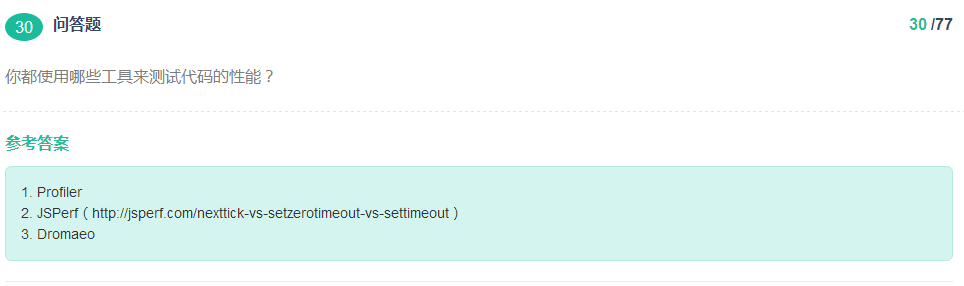 30 问答题 30 /77
你都使用哪些工具来测试代码的性能？
参考答案
1. Profiler
2. JSPerf（http://jsperf.com/nexttick-vs-setzerotimeout-vs-settimeout）
3. Dromaeo